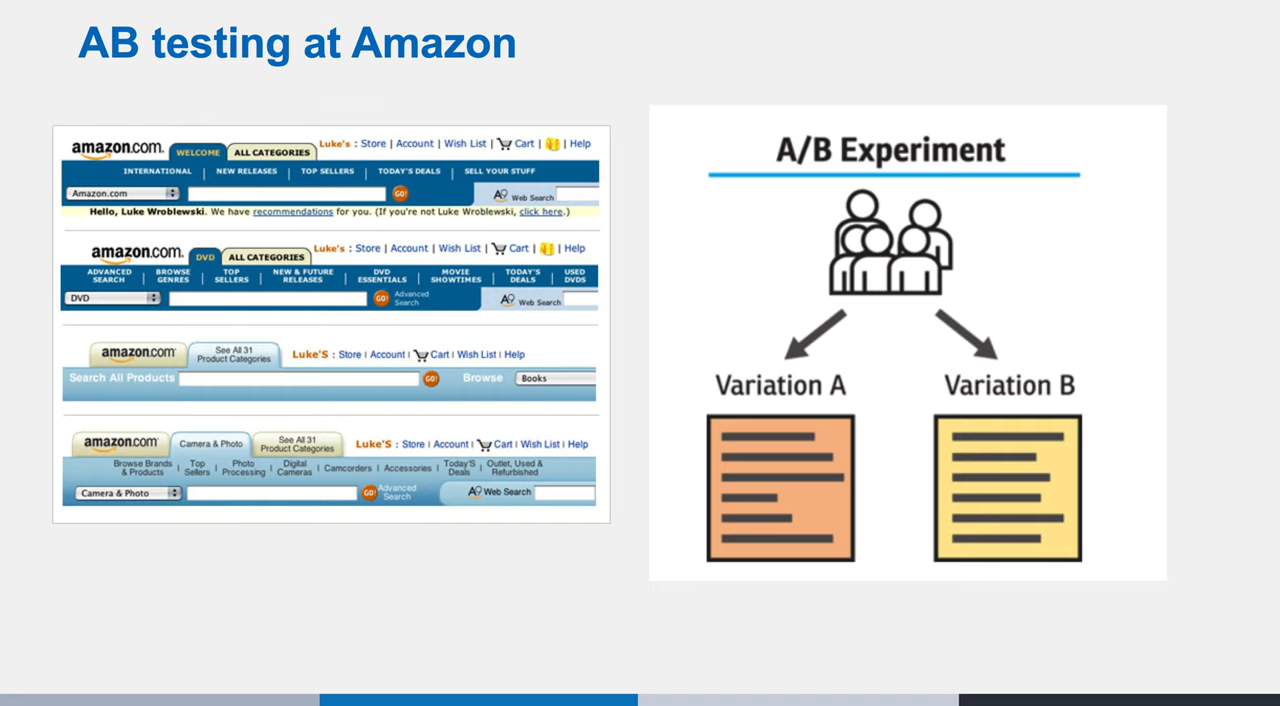 AB testing at Amazon
amazon.com. WELCOME ALL CATEGORIES Luke's : Store | Account | Wish List | Cart | Help
INTERNATIONAL | NEW RELEASES | TOP SELLERS | TODAY'S DEALS | SELL YOUR STUFF
Amazon.com GO! A9 Web Search
Hello, Luke Wroblewski. We have recommendations for you. (If you're not Luke Wroblewski, click here.)
amazon.com. DVD ALL CATEGORIES Luke's : Store | Account | Wish List | Cart | Help
ADVANCED SEARCH | BROWSE GENRES | TOP SELLERS | NEW & FUTURE RELEASES | DVD ESSENTIALS | MOVIE SHOWTIMES | TODAY'S DEALS | USED DVDS
DVD GO! Advanced Search A9 Web Search
amazon.com See All 31 Product Categories Luke'S : Store | Account | Cart | Wish List | Help
Search All Products GO! Browse Books
amazon.com Camera & Photo See All 31 Product Categories Luke'S : Store | Account | Cart | Wish List | Help
Browse Brands & Products | Top Sellers | Photo Processing | Digital Cameras | Camcorders | Accessories | Today'S Deals | Outlet, Used & Refurbished
Camera & Photo GO! Advanced Search A9 Web Search
A/B Experiment
Variation A
Variation B